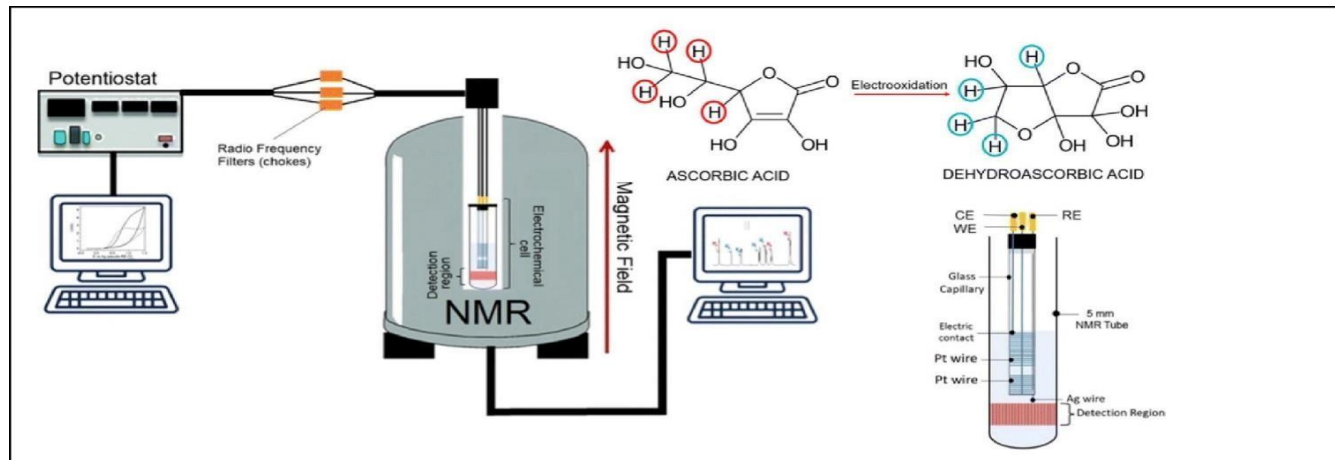 Potentiostat
Radio Frequency
Filters (chokes)
Electrochemical
cell
Detection
region
NMR
Magnetic Field
H
H
H
H
HO
HO
O
O
HO
OH
ASCORBIC ACID
Electrooxidation
H
H
H
H
HO
O
O
O
OH
OH
OH
DEHYDROASCORBIC ACID
CE
RE
WE
Glass
Capillary
5 mm
NMR Tube
Electric
contact
Pt wire
Pt wire
Ag wire
Detection Region